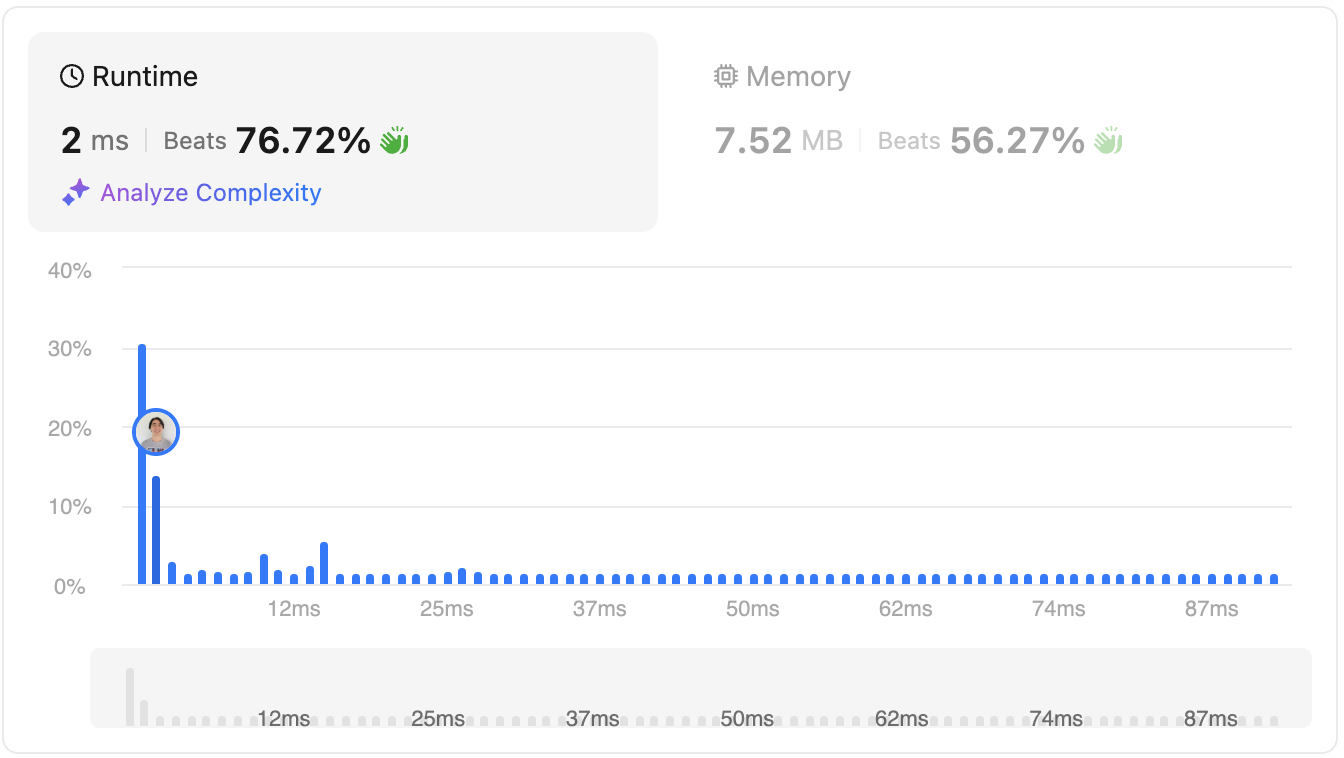 Runtime
2 ms | Beats 76.72%
Analyze Complexity
Memory
7.52 MB | Beats 56.27%
40%
30%
20%
10%
0%
12ms 25ms 37ms 50ms 62ms 74ms 87ms
12ms 25ms 37ms 50ms 62ms 74ms 87ms